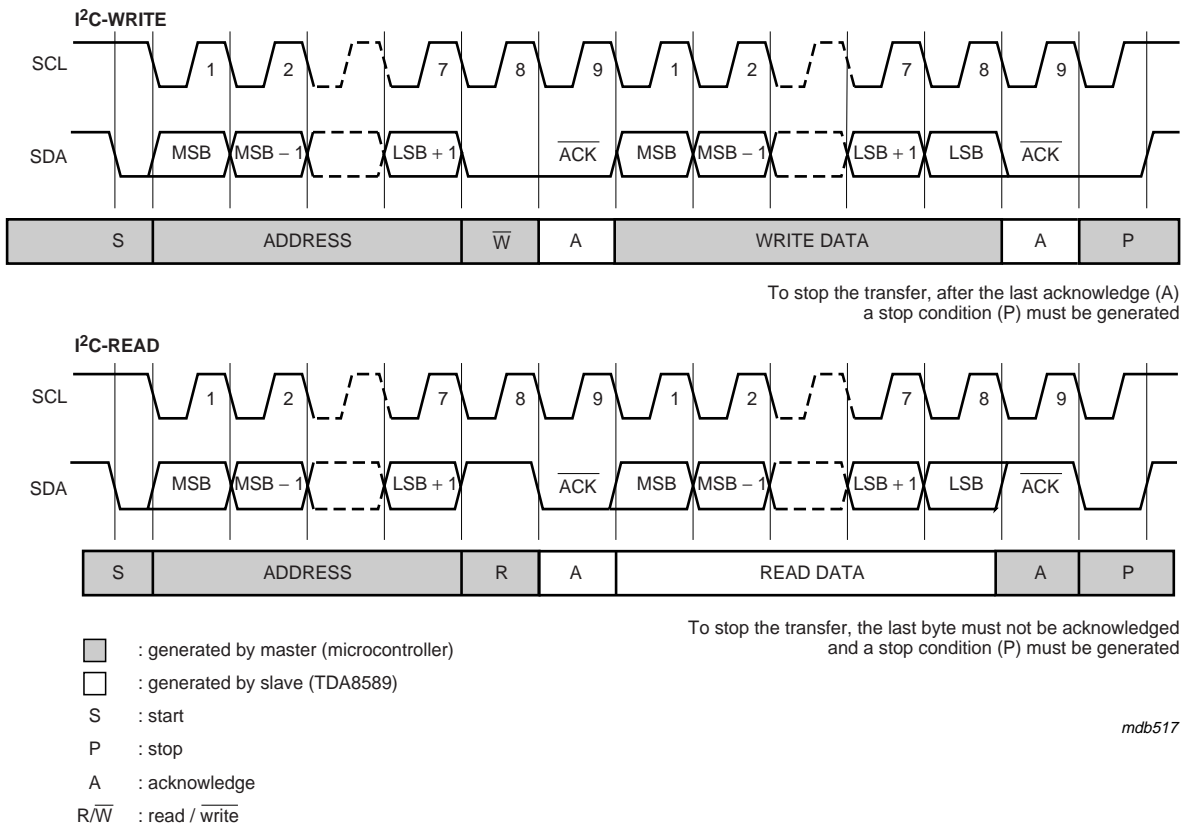 I²C-WRITE
SCL 1 2 7 8 9 1 2 7 8 9
SDA MSB MSB − 1 LSB + 1 A̅C̅K̅ MSB MSB − 1 LSB + 1 LSB A̅C̅K̅
S ADDRESS W̅ A WRITE DATA A P
To stop the transfer, after the last acknowledge (A)
a stop condition (P) must be generated
I²C-READ
SCL 1 2 7 8 9 1 2 7 8 9
SDA MSB MSB − 1 LSB + 1 A̅C̅K̅ MSB MSB − 1 LSB + 1 LSB A̅C̅K̅
S ADDRESS R A READ DATA A P
To stop the transfer, the last byte must not be acknowledged
and a stop condition (P) must be generated
: generated by master (microcontroller)
: generated by slave (TDA8589)
S : start
P : stop
A : acknowledge
R/W̅ : read / w̅r̅i̅t̅e̅
mdb517